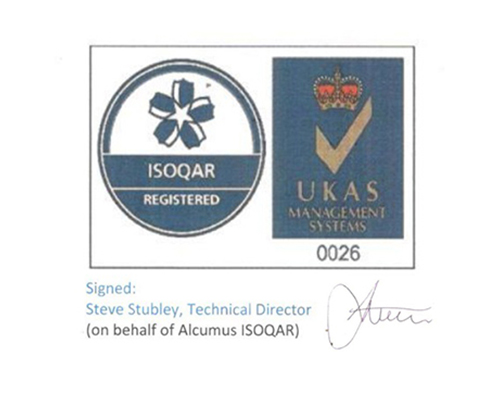 ISOQAR
REGISTERED
UKAS
MANAGEMENT
SYSTEMS
0026
Signed:
Steve Stubley, Technical Director
(on behalf of Alcumus ISOQAR)